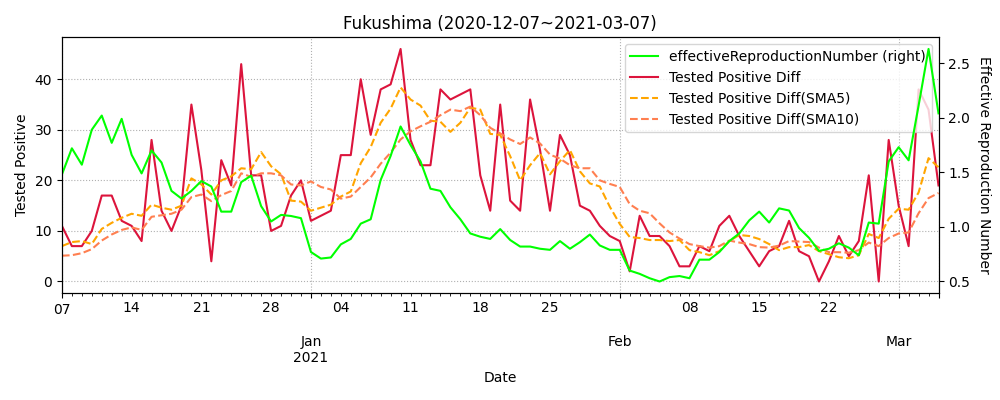 Fukushima (2020-12-07~2021-03-07)
effectiveReproductionNumber (right)
Tested Positive Diff
Tested Positive Diff(SMA5)
Tested Positive Diff(SMA10)
Tested Positive
40
30
20
10
0
Effective Reproduction Number
2.5
2.0
1.5
1.0
0.5
07 14 21 28 04 11 18 25 08 15 22
Jan Feb Mar
2021
Date